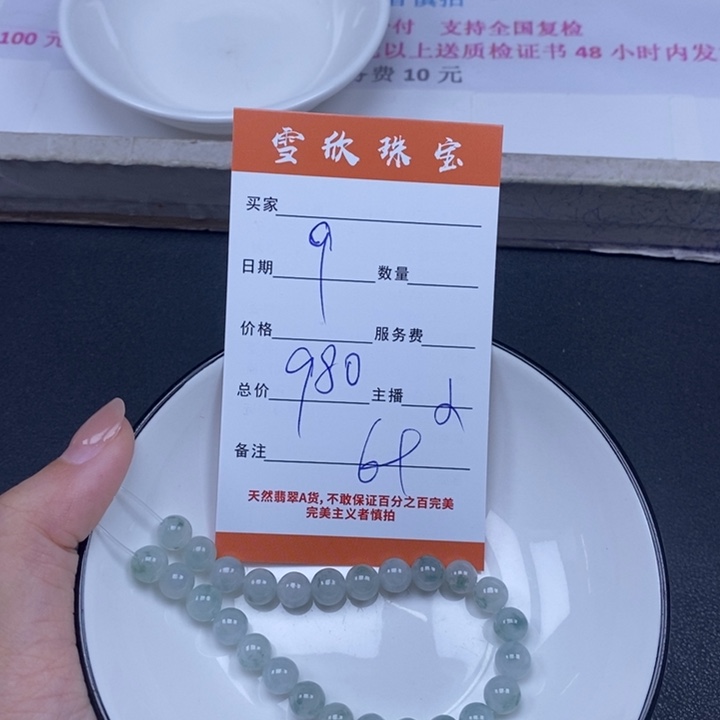 付 支持全国复检
100 元以上送质检证书 48 小时内发
费 10 元
雪欣珠宝
买家
9
日期 数量
价格 服务费
980
总价 主播
备注
天然翡翠A货,不敢保证百分之百完美
完美主义者慎拍